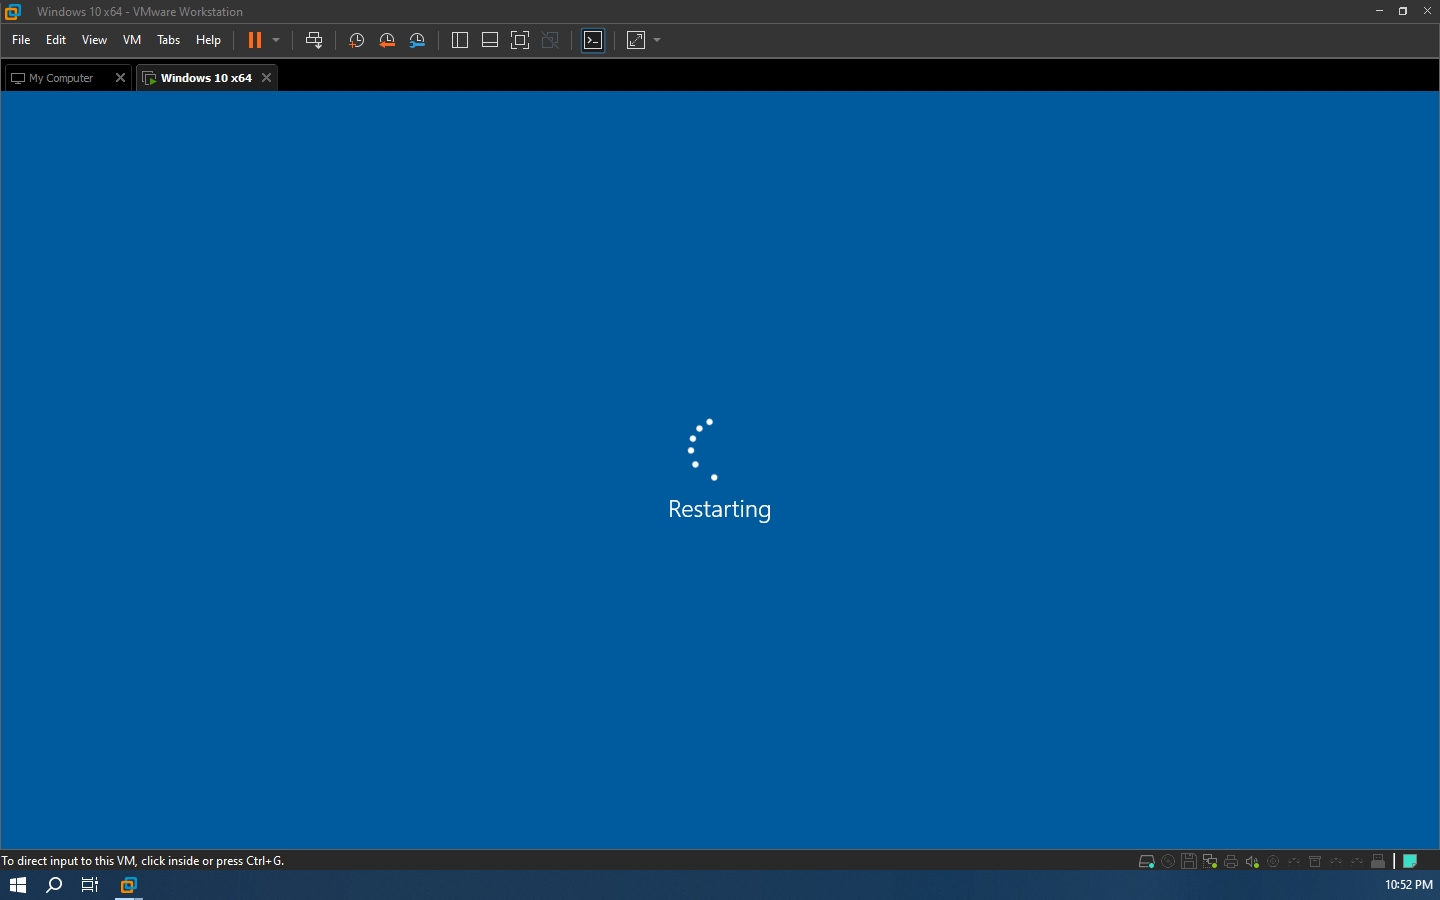 Windows 10 x64 - VMware Workstation
File Edit View VM Tabs Help
My Computer Windows 10 x64
Restarting
To direct input to this VM, click inside or press Ctrl+G.
10:52 PM